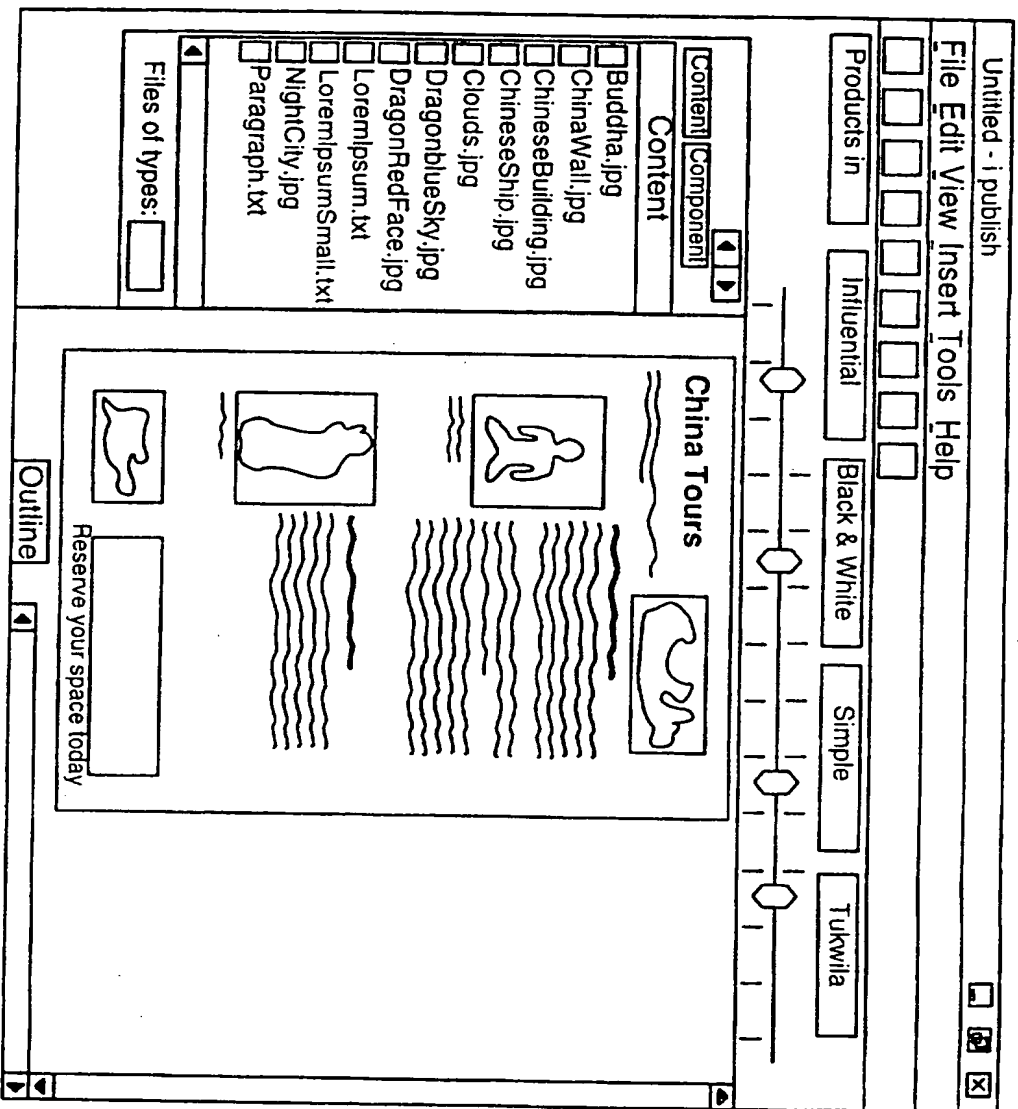 Untitled - i publish
File Edit View Insert Tools Help
Products in
Influential
Black & White
Simple
Tukwila
Content
Component
Content
Buddha.jpg
ChinaWall.jpg
ChineseBuilding.jpg
ChineseShip.jpg
Clouds.jpg
DragonblueSky.jpg
DragonRedFace.jpg
LoremIpsum.txt
LoremIpsumSmall.txt
NightCity.jpg
Paragraph.txt
Files of types:
China Tours
Reserve your space today
Outline